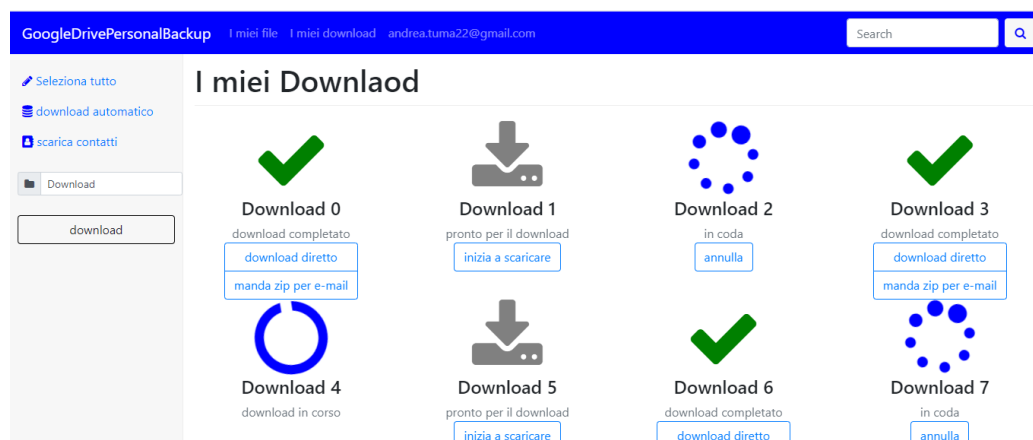 GoogleDrivePersonalBackup I miei file I miei download andrea.tuma22@gmail.com Search
Seleziona tutto
download automatico
scarica contatti
Download
download
I miei Downlaod
Download 0
download completato
download diretto
manda zip per e-mail
Download 1
pronto per il download
inizia a scaricare
Download 2
in coda
annulla
Download 3
download completato
download diretto
manda zip per e-mail
Download 4
download in corso
Download 5
pronto per il download
inizia a scaricare
Download 6
download completato
download diretto
Download 7
in coda
annulla